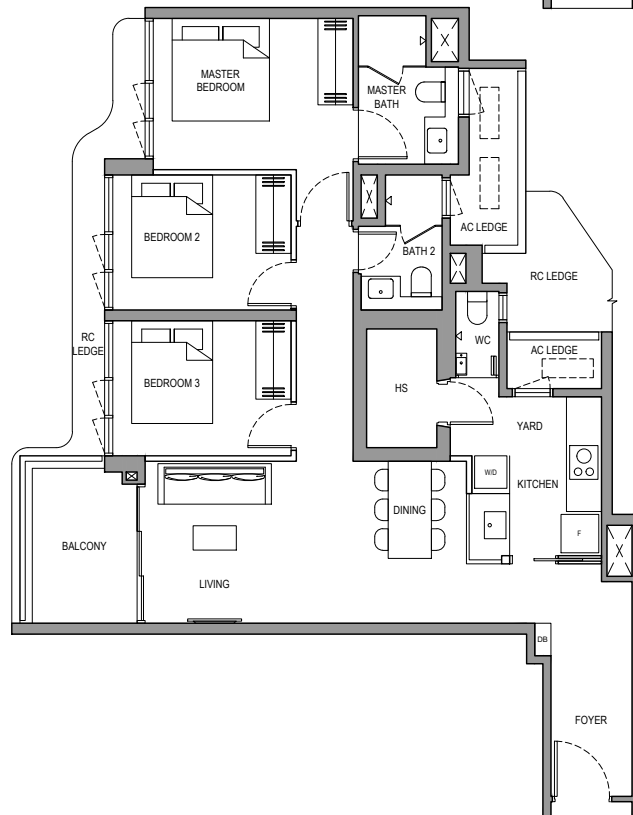 MASTER
BEDROOM
MASTER
BATH
AC LEDGE
BEDROOM 2
BATH 2
RC LEDGE
RC
LEDGE
WC
AC LEDGE
BEDROOM 3
HS
YARD
W/D
KITCHEN
DINING
F
BALCONY
LIVING
DB
FOYER